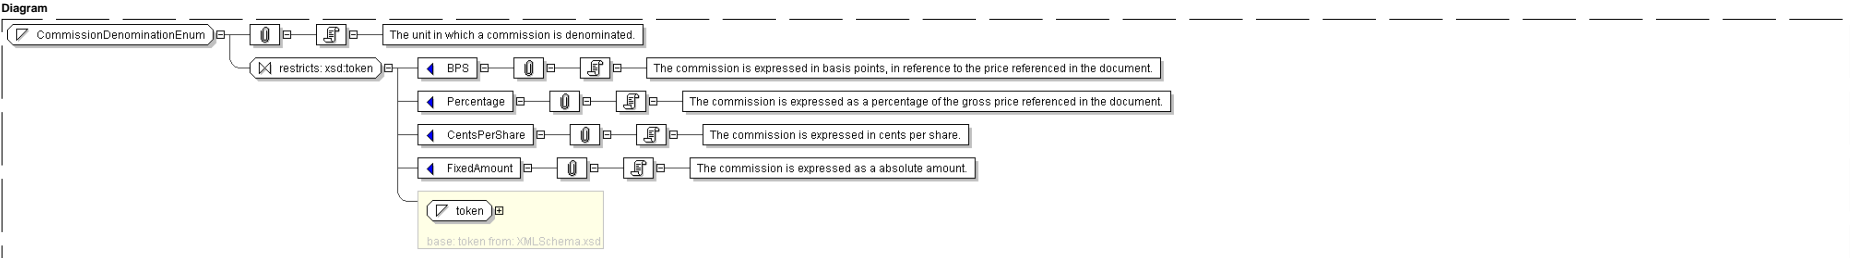 Diagram
CommissionDenominationEnum The unit in which a commission is denominated.
restricts: xsd:token BPS The commission is expressed in basis points, in reference to the price referenced in the document.
Percentage The commission is expressed as a percentage of the gross price referenced in the document.
CentsPerShare The commission is expressed in cents per share.
FixedAmount The commission is expressed as a absolute amount.
token
base: token from: XMLSchema.xsd